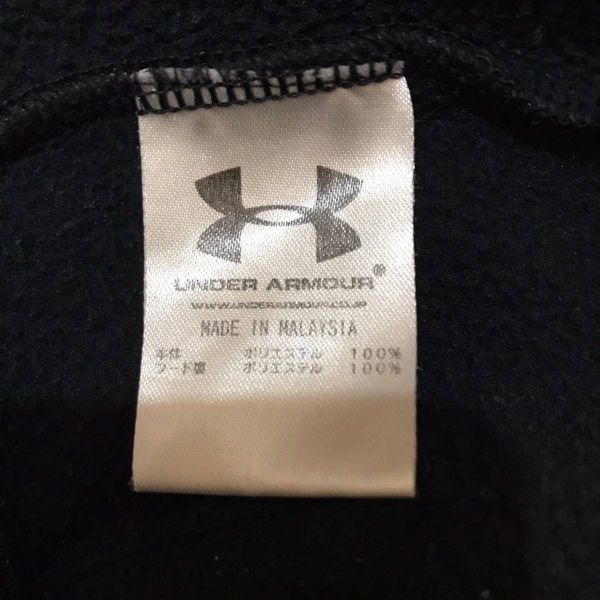 UNDER ARMOUR®
WWW.UNDERARMOUR.CO.JP
MADE IN MALAYSIA
本体 ポリエステル 100%
フード裏 ポリエステル 100%